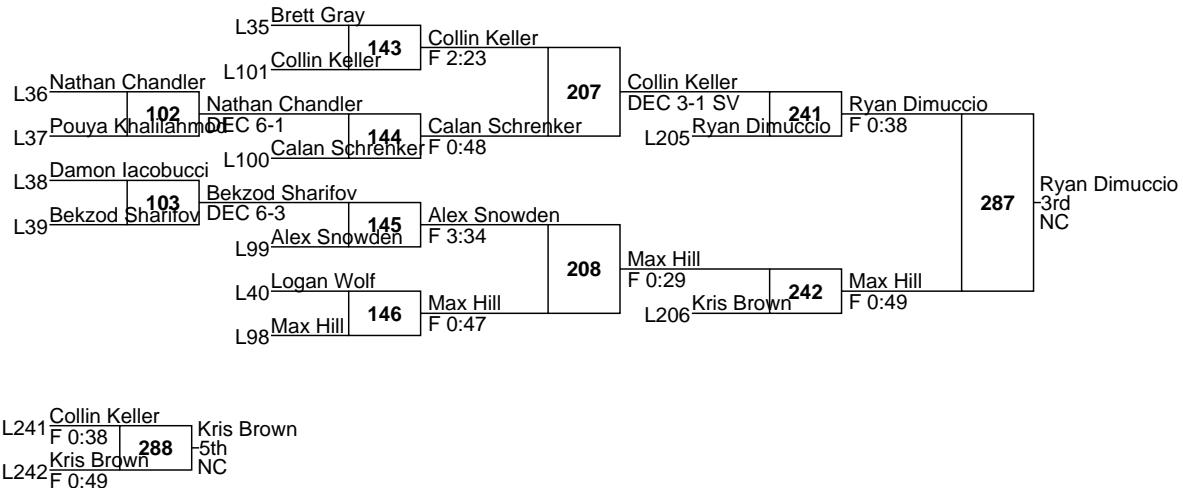 L35 Brett Gray
143
Collin Keller
F 2:23
L101 Collin Keller
207
Collin Keller
DEC 3-1 SV
L36 Nathan Chandler
102
Nathan Chandler
DEC 6-1
L37 Pouya Khalilahmod
144
Calan Schrenker
F 0:48
L100 Calan Schrenker
241
Ryan Dimuccio
F 0:38
L205 Ryan Dimuccio
L38 Damon Iacobucci
103
Bekzod Sharifov
DEC 6-3
L39 Bekzod Sharifov
145
Alex Snowden
F 3:34
L99 Alex Snowden
208
Max Hill
F 0:29
L40 Logan Wolf
146
Max Hill
F 0:47
L98 Max Hill
242
Max Hill
F 0:49
L206 Kris Brown
287
Ryan Dimuccio
3rd
NC
L241 Collin Keller
F 0:38
288
Kris Brown
5th
NC
L242 Kris Brown
F 0:49